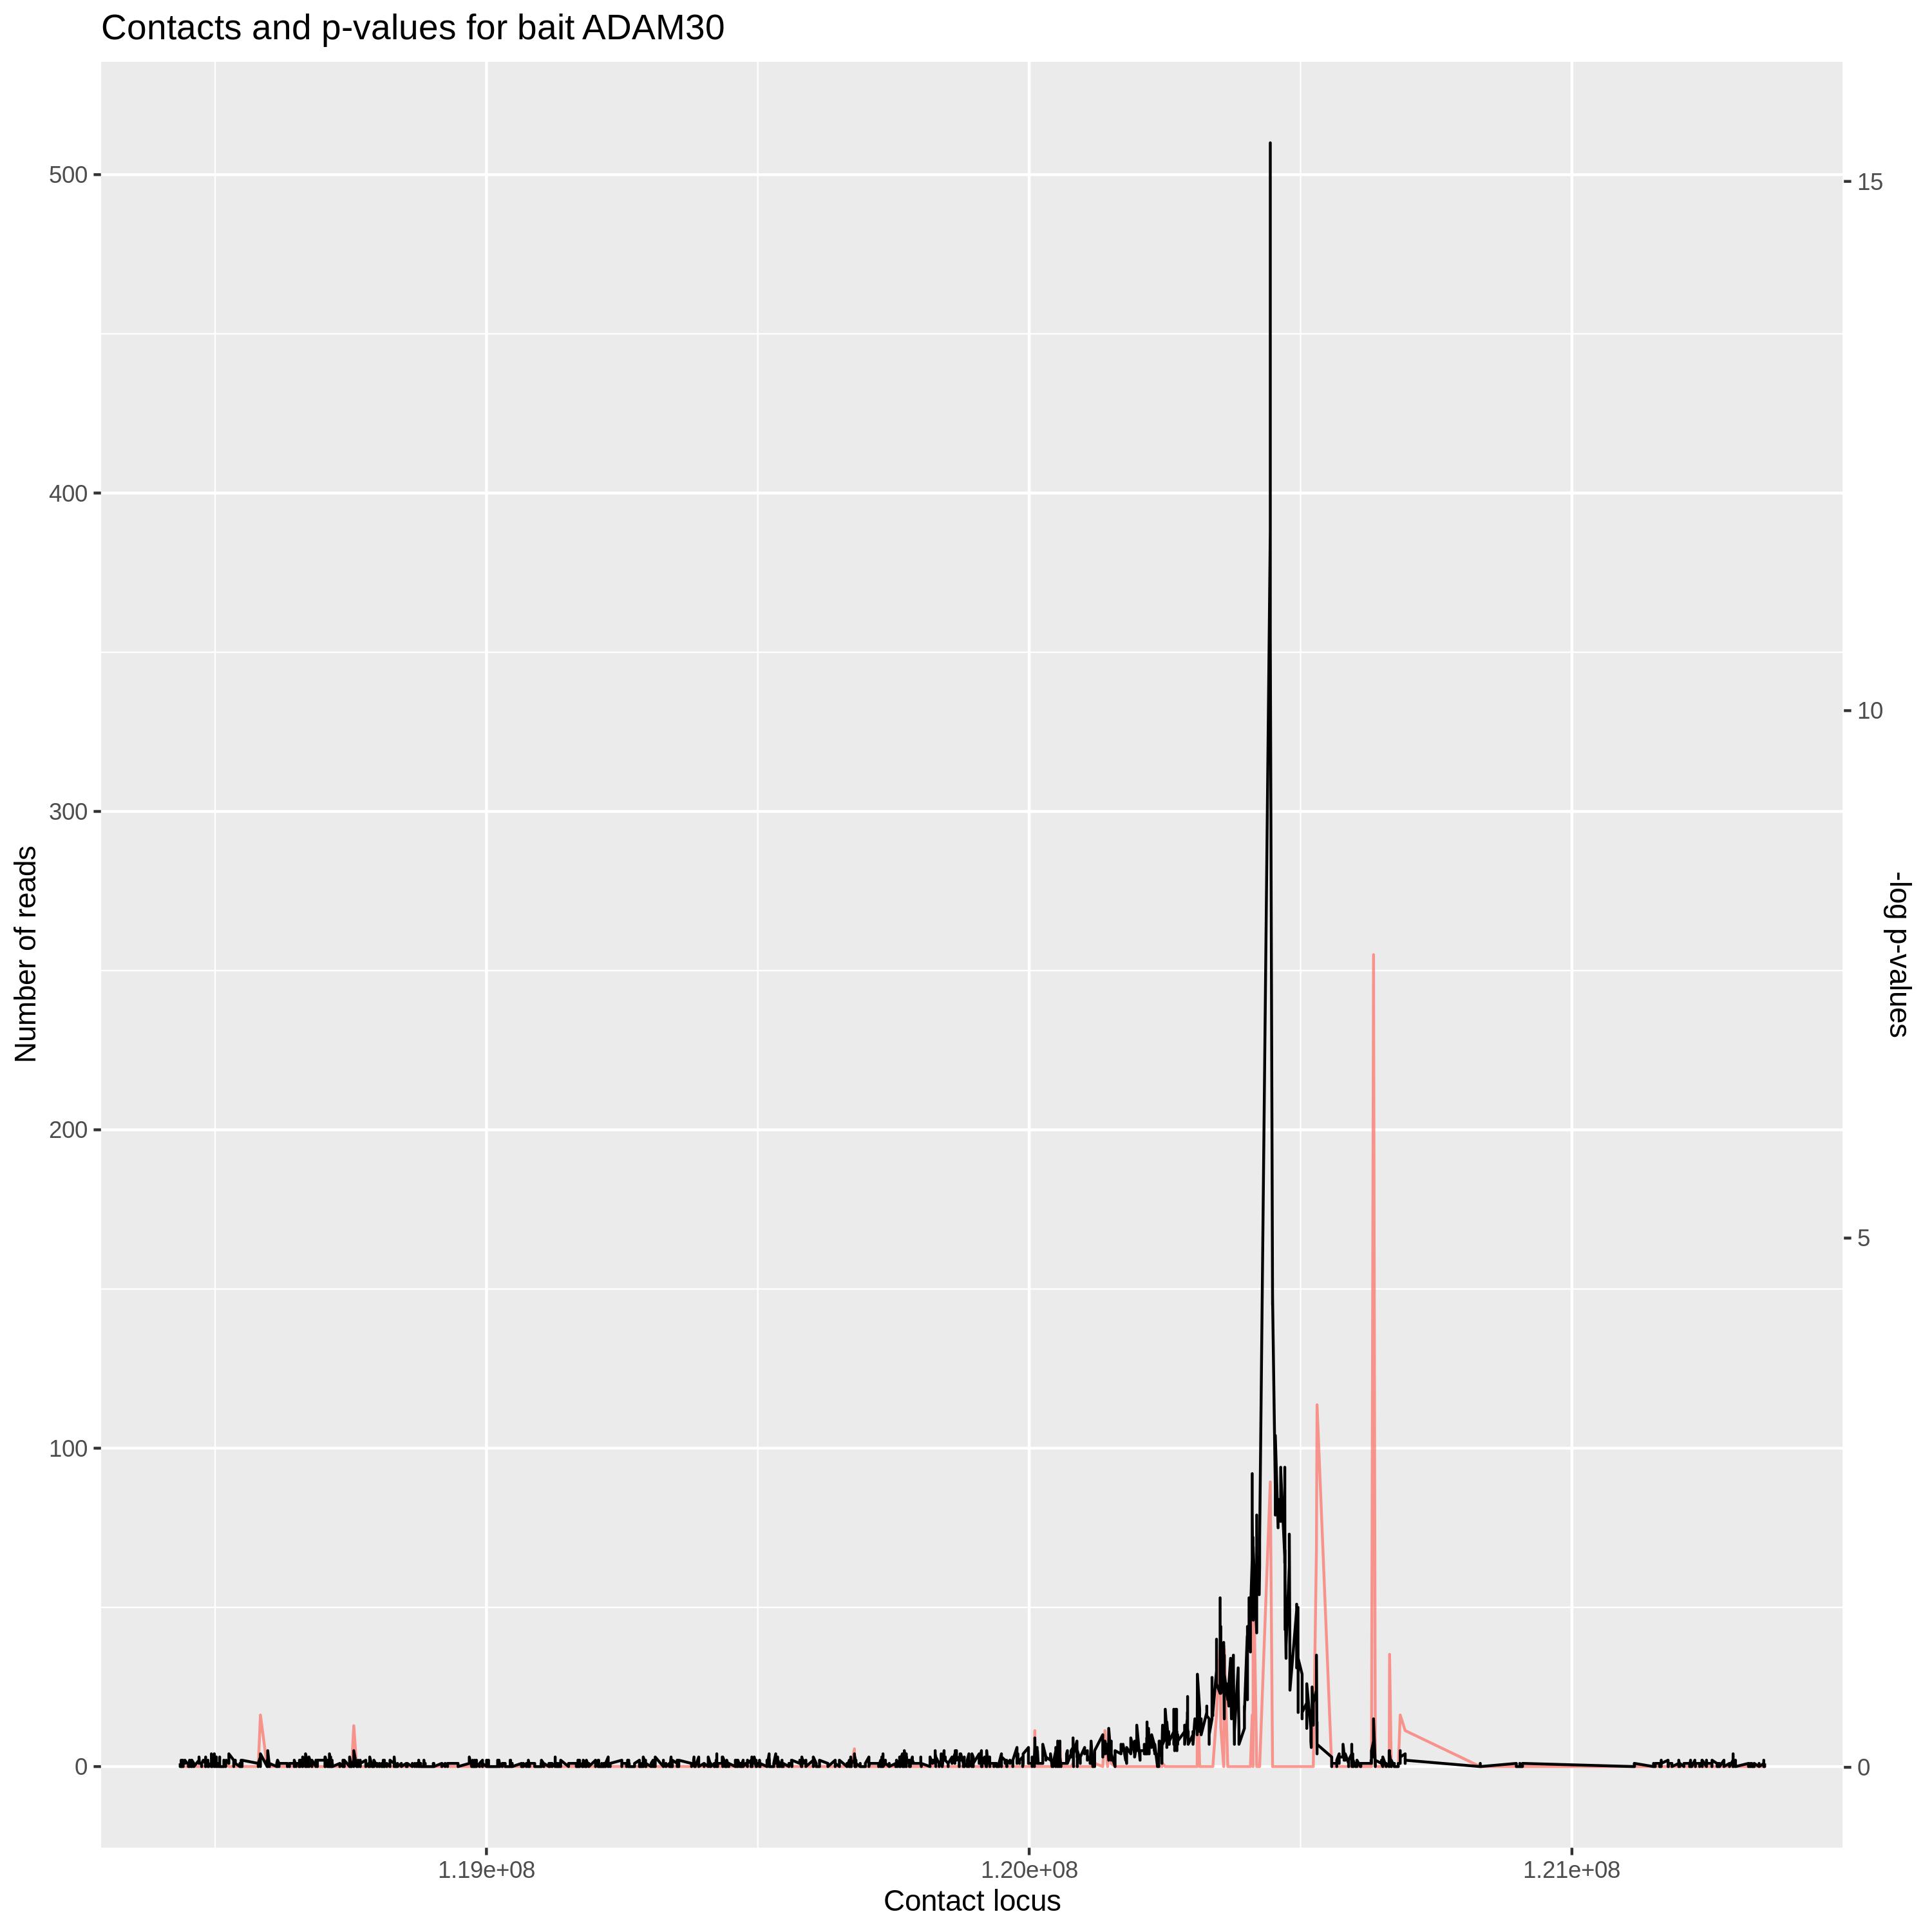 Contacts and p-values for bait ADAM30
500
400
300
200
100
0
Number of reads
15
10
5
0
-log p-values
1.19e+08
1.20e+08
1.21e+08
Contact locus